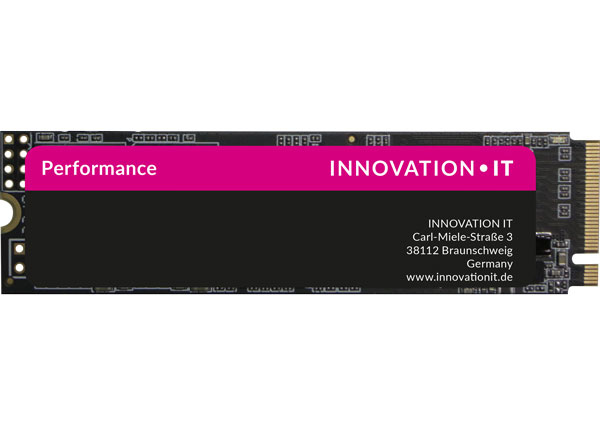 Performance
INNOVATION • IT
INNOVATION IT
Carl-Miele-Straße 3
38112 Braunschweig
Germany
www.innovationit.de